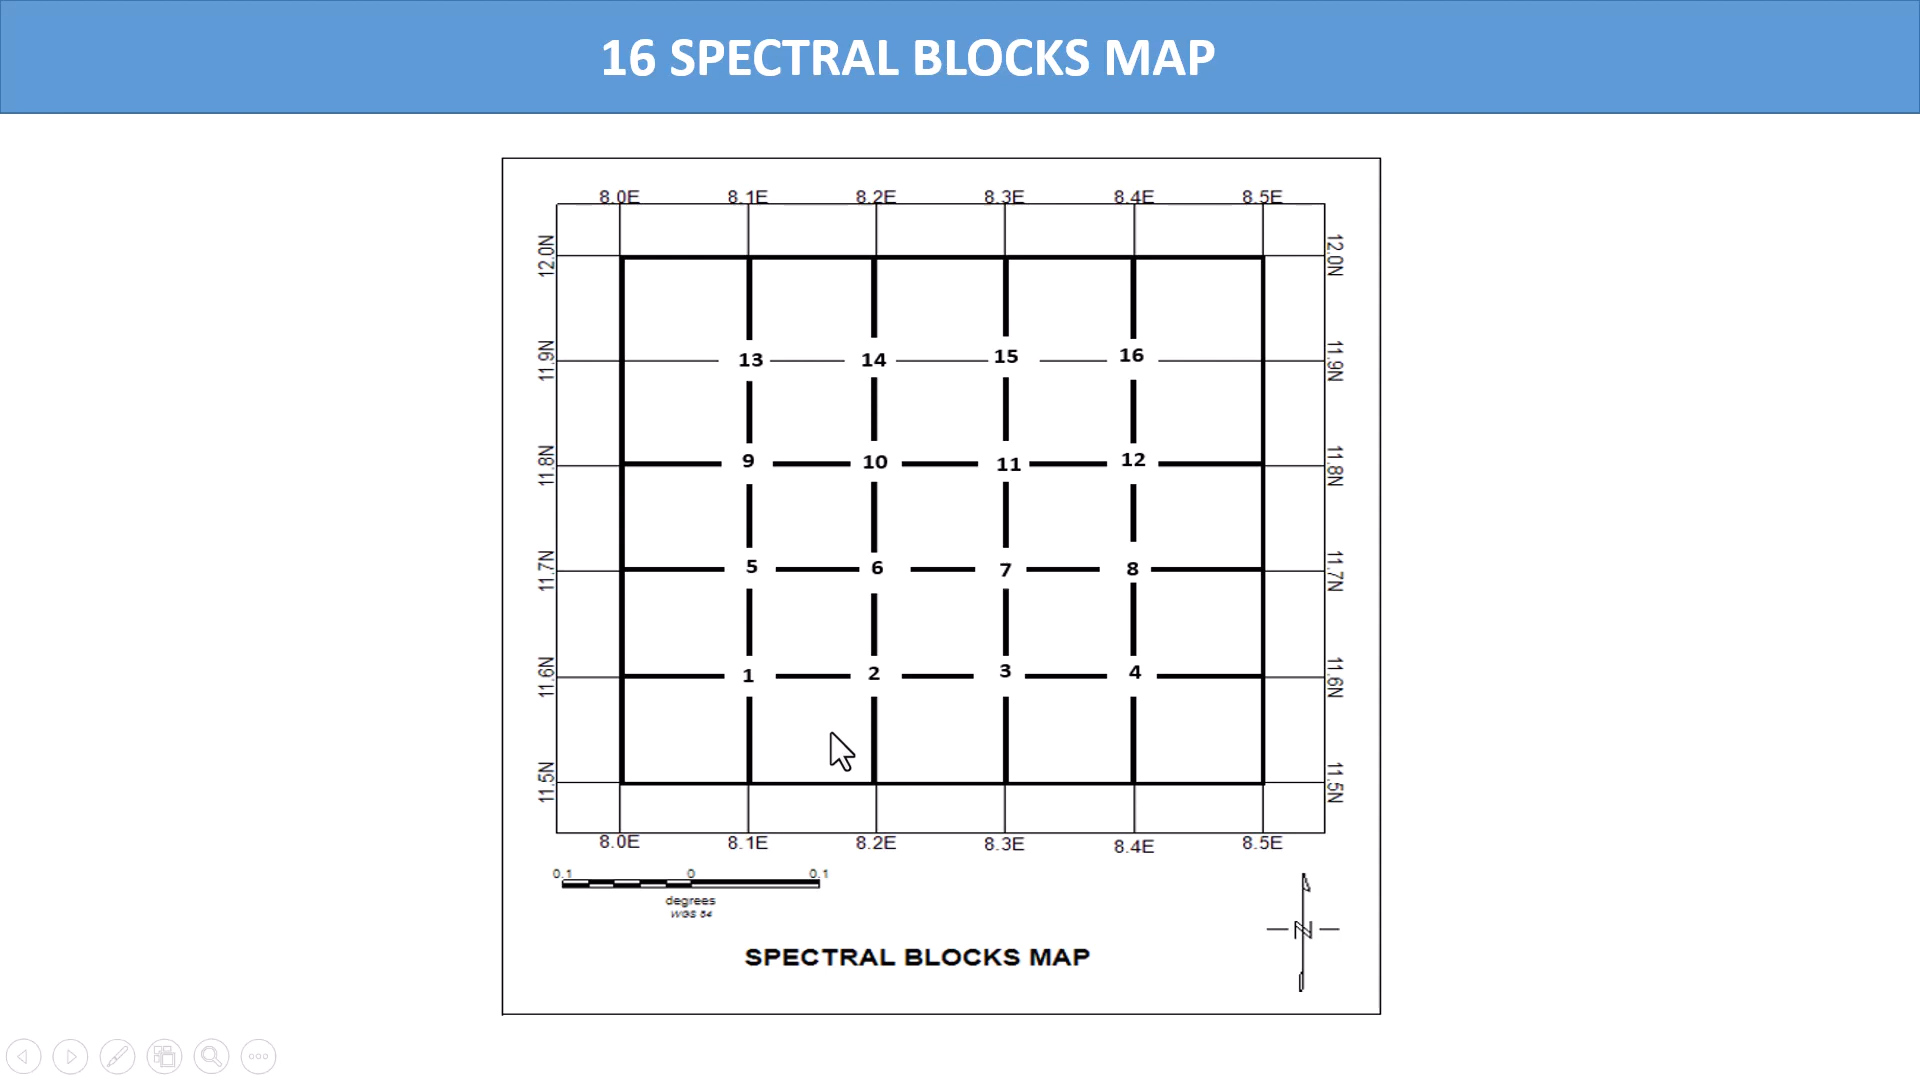 16 SPECTRAL BLOCKS MAP
8.0E 8.1E 8.2E 8.3E 8.4E 8.5E
12.0N 12.0N
11.9N 13 14 15 16 11.9N
11.8N 9 10 11 12 11.8N
11.7N 5 6 7 8 11.7N
11.6N 1 2 3 4 11.6N
11.5N 11.5N
8.0E 8.1E 8.2E 8.3E 8.4E 8.5E
0.1 0 0.1
degrees
WGS 84
N
SPECTRAL BLOCKS MAP